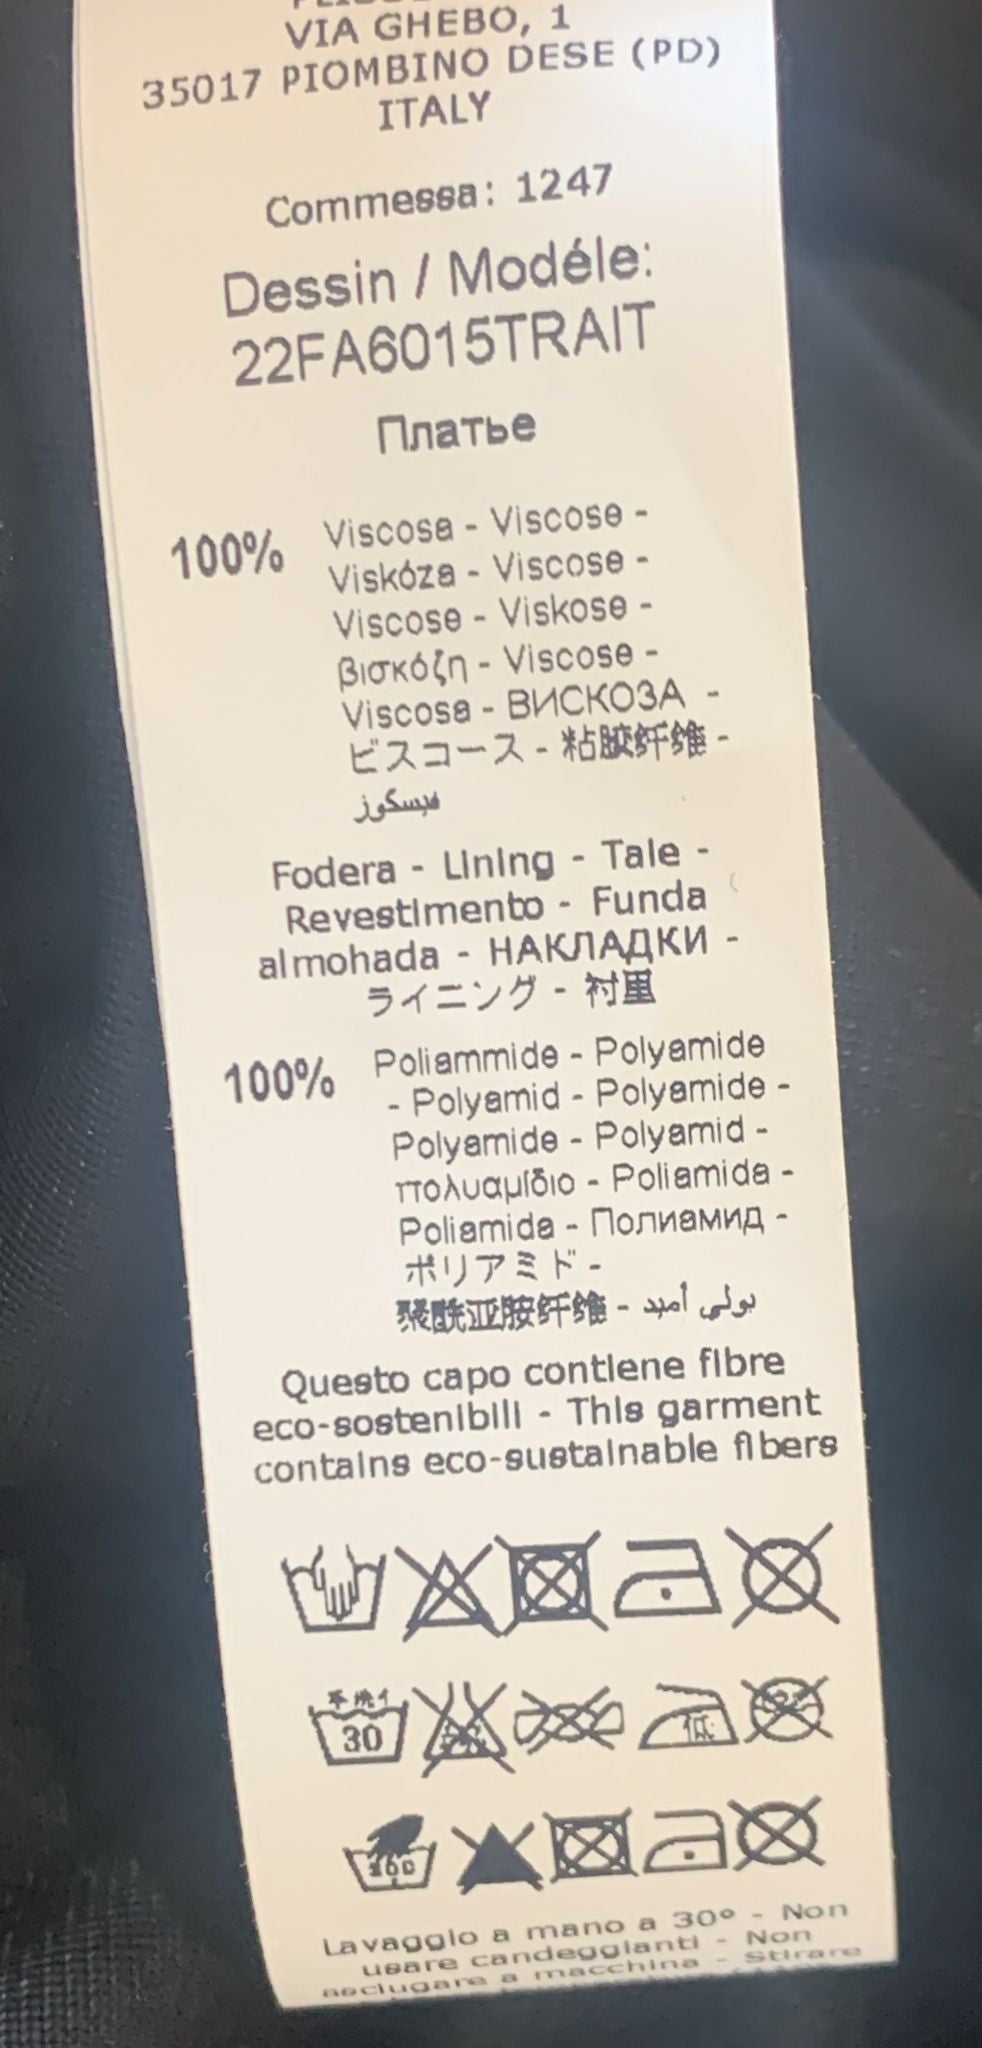 VIA GHEBO, 1
35017 PIOMBINO DESE (PD)
ITALY
Commessa: 1247
Dessin / Modéle:
22FA6015TRAIT
Платье
100% Viscosa - Viscose -
Viskóza - Viscose -
Viscose - Viskose -
βισκόζη - Viscose -
Viscosa - ВИСКОЗА -
ビスコース - 粘胶纤维 -
فيسكوز
Fodera - Lining - Tale -
Revestimento - Funda
almohada - НАКЛАДКИ -
ライニング - 衬里
100% Poliammide - Polyamide
- Polyamid - Polyamide -
Polyamide - Polyamid -
πολυαμίδιο - Poliamida -
Poliamida - Полиамид -
ポリアミド -
聚酰亚胺纤维 - بولي أميد
Questo capo contiene fibre
eco-sostenibili - This garment
contains eco-sustainable fibers
30
低
Lavaggio a mano a 30° - Non
usare candeggianti - Non
asciugare a macchina - Stirare